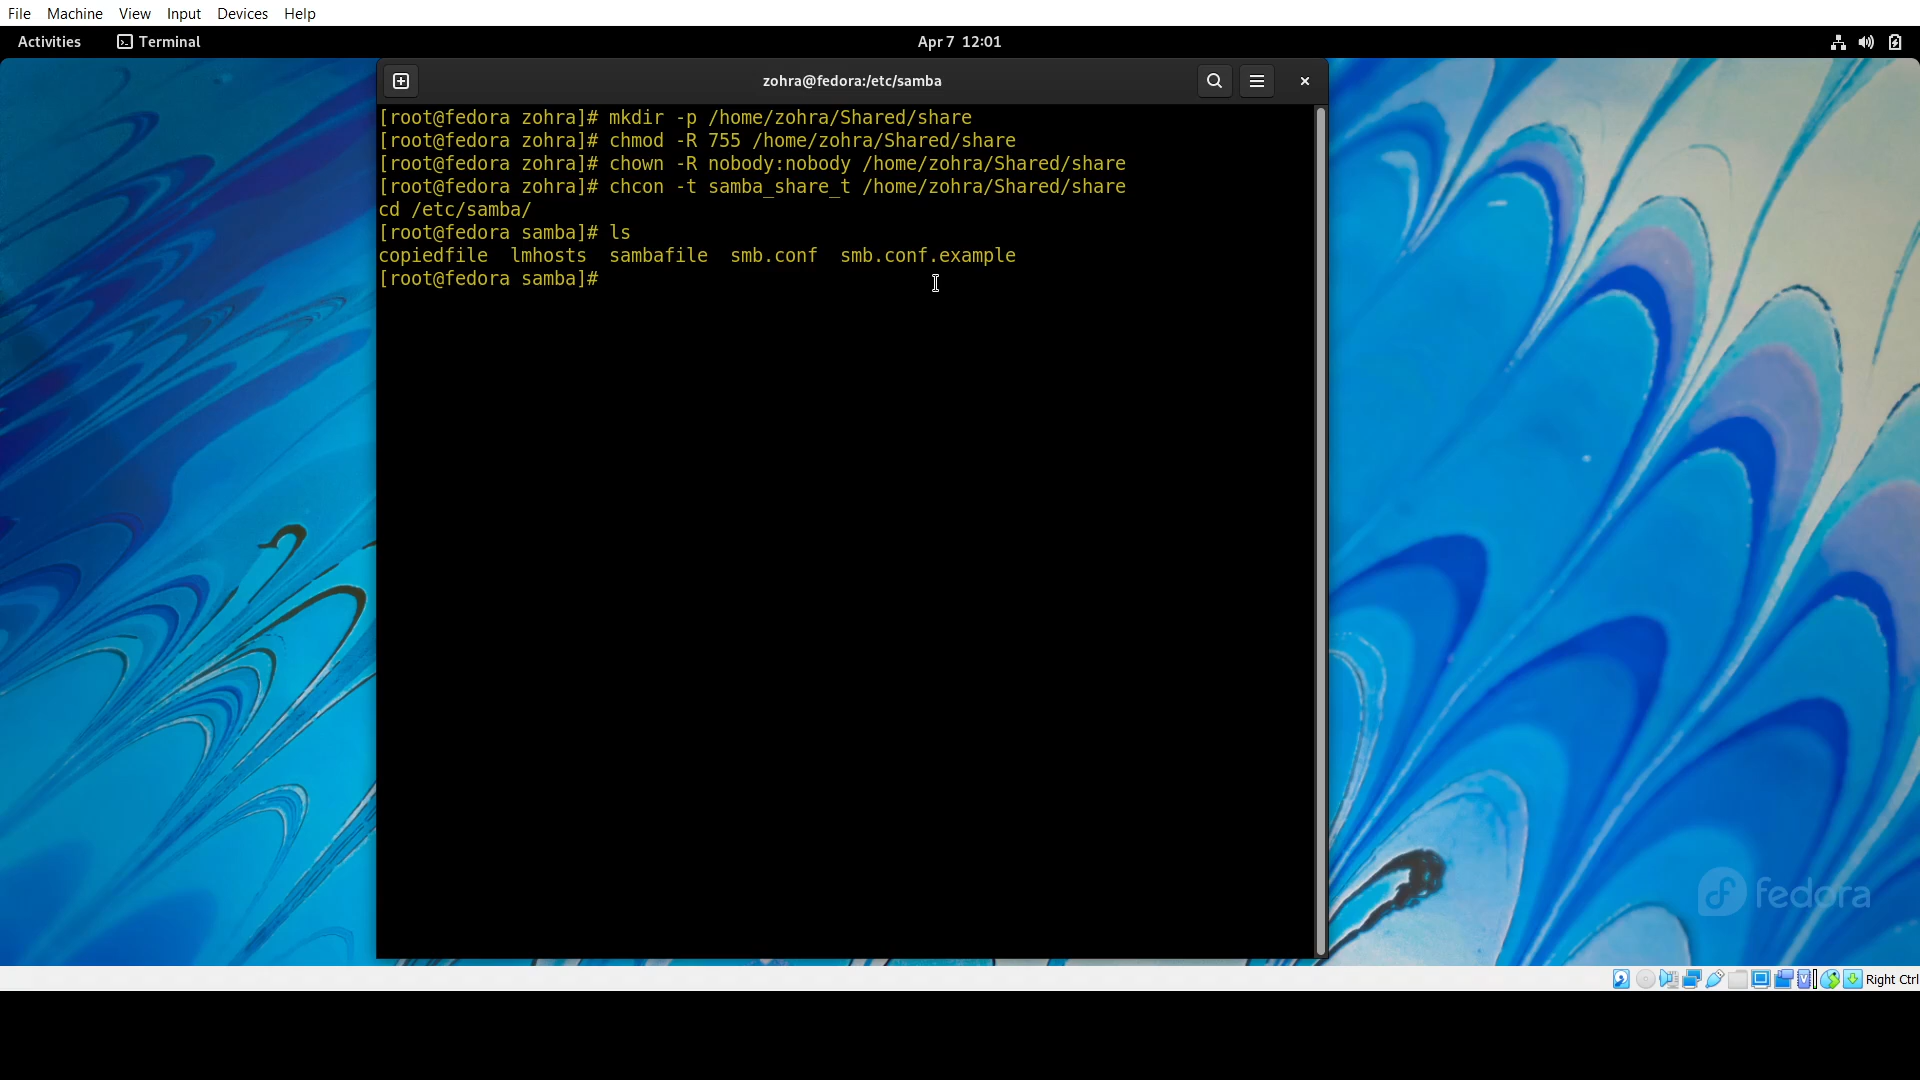 File Machine View Input Devices Help
Activities Terminal Apr 7 12:01
zohra@fedora:/etc/samba
[root@fedora zohra]# mkdir -p /home/zohra/Shared/share
[root@fedora zohra]# chmod -R 755 /home/zohra/Shared/share
[root@fedora zohra]# chown -R nobody:nobody /home/zohra/Shared/share
[root@fedora zohra]# chcon -t samba_share_t /home/zohra/Shared/share
cd /etc/samba/
[root@fedora samba]# ls
copiedfile lmhosts sambafile smb.conf smb.conf.example
[root@fedora samba]#
fedora
Right Ctrl